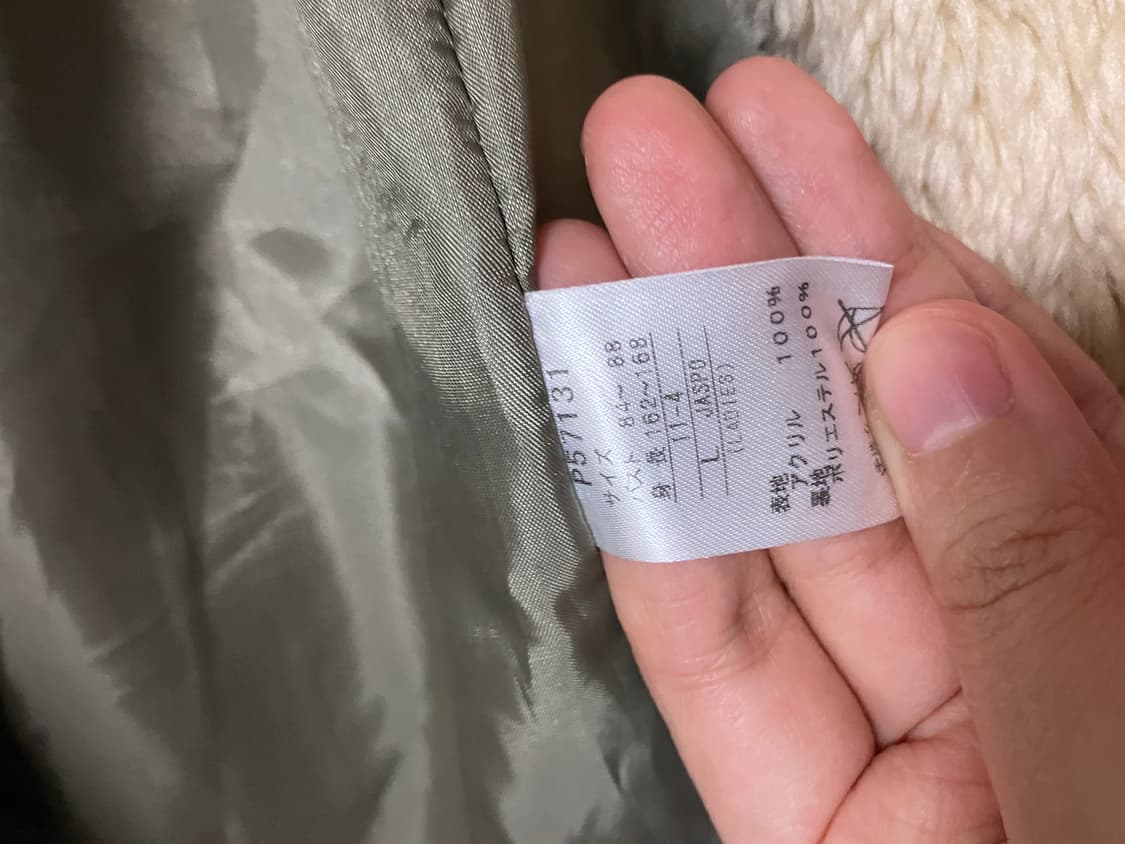 P57131
サイズ
バスト 84～ 88
身 長 162～168
11-4
L JASPO
(LADIES)
表地
アクリル 100%
裏地
ポリエステル100%